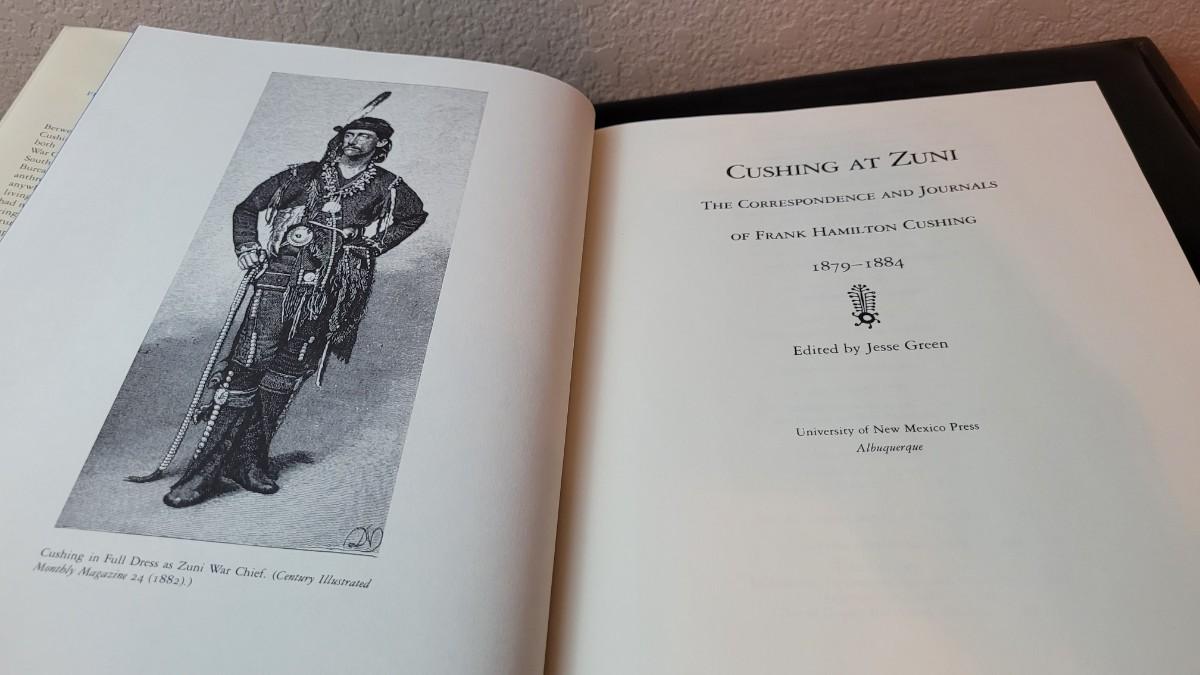 Cushing in Full Dress as Zuni War Chief. (Century Illustrated
Monthly Magazine 24 (1882).)
CUSHING AT ZUNI
THE CORRESPONDENCE AND JOURNALS
OF FRANK HAMILTON CUSHING
1879–1884
Edited by Jesse Green
University of New Mexico Press
Albuquerque